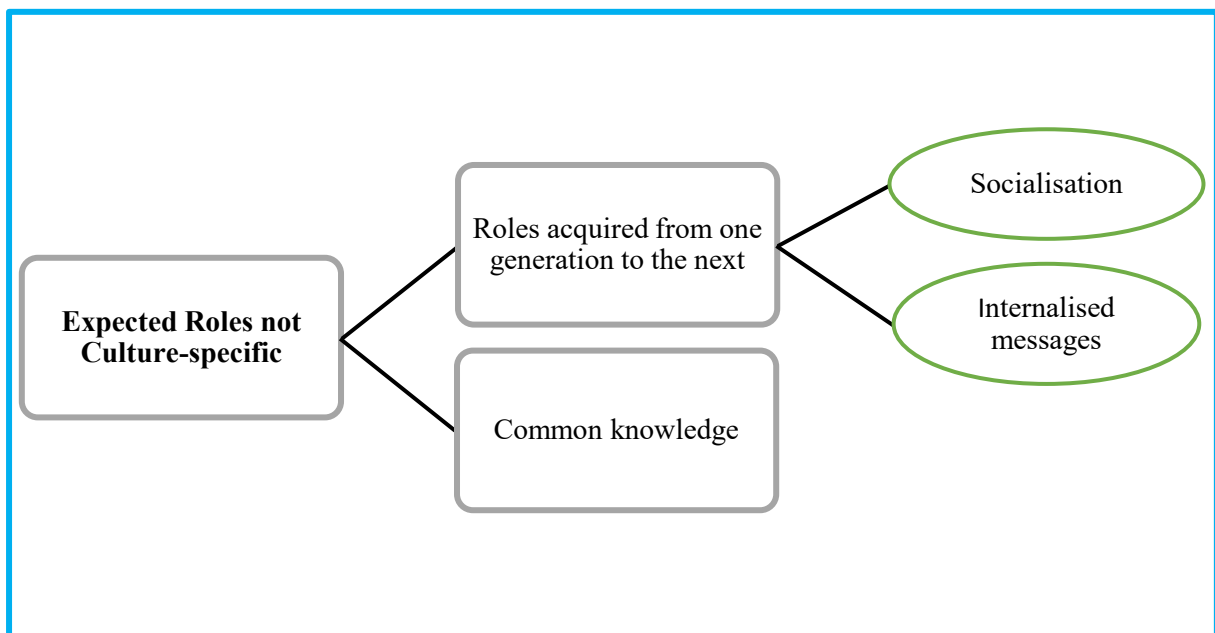 Expected Roles not
Culture-specific
Roles acquired from one
generation to the next
Common knowledge
Socialisation
Internalised
messages